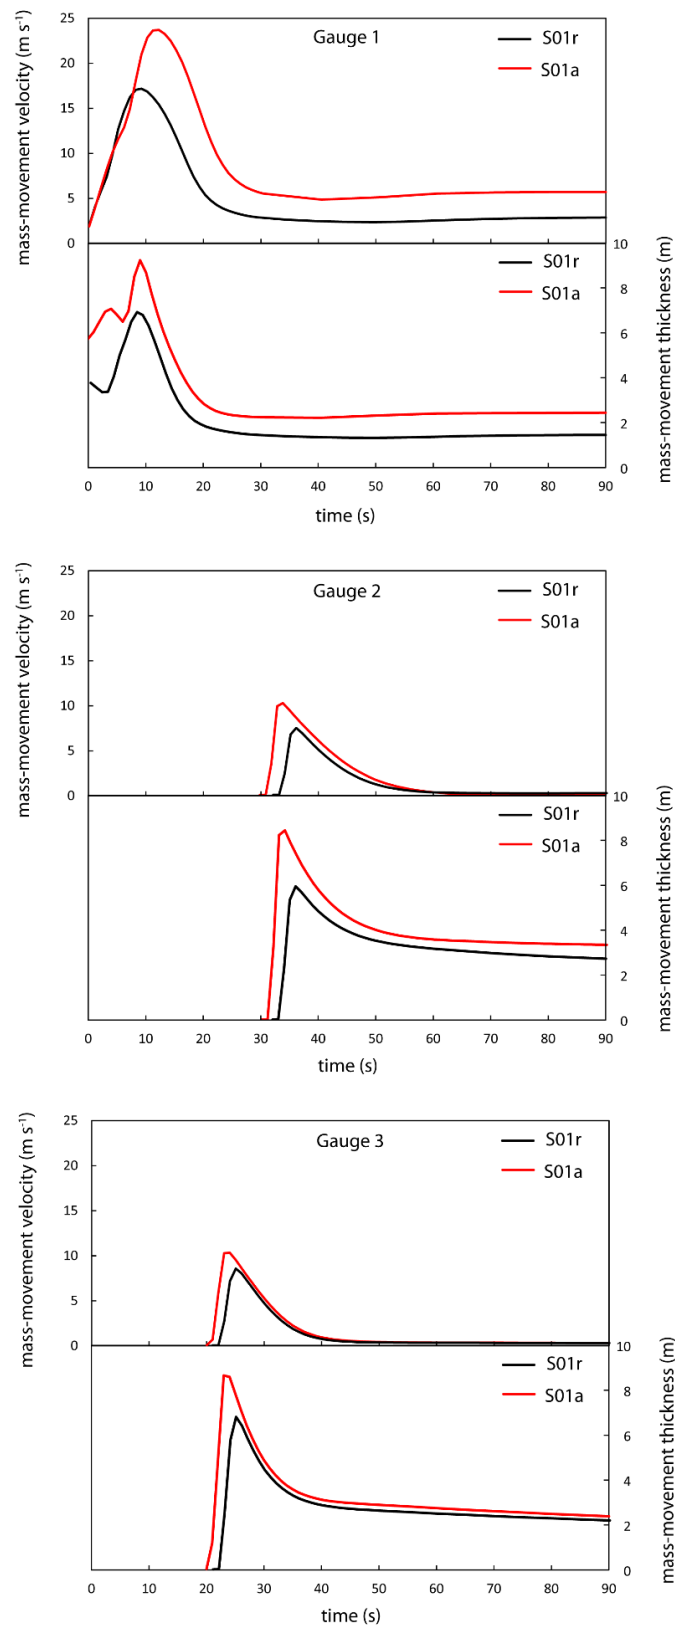 mass-movement velocity (m s⁻¹)
25
20
15
10
5
0
Gauge 1
S01r
S01a
mass-movement thickness (m)
10
8
6
4
2
0
S01r
S01a
0 10 20 30 40 50 60 70 80 90
time (s)
mass-movement velocity (m s⁻¹)
25
20
15
10
5
0
Gauge 2
S01r
S01a
mass-movement thickness (m)
10
8
6
4
2
0
S01r
S01a
0 10 20 30 40 50 60 70 80 90
time (s)
mass-movement velocity (m s⁻¹)
25
20
15
10
5
0
Gauge 3
S01r
S01a
mass-movement thickness (m)
10
8
6
4
2
0
S01r
S01a
0 10 20 30 40 50 60 70 80 90
time (s)